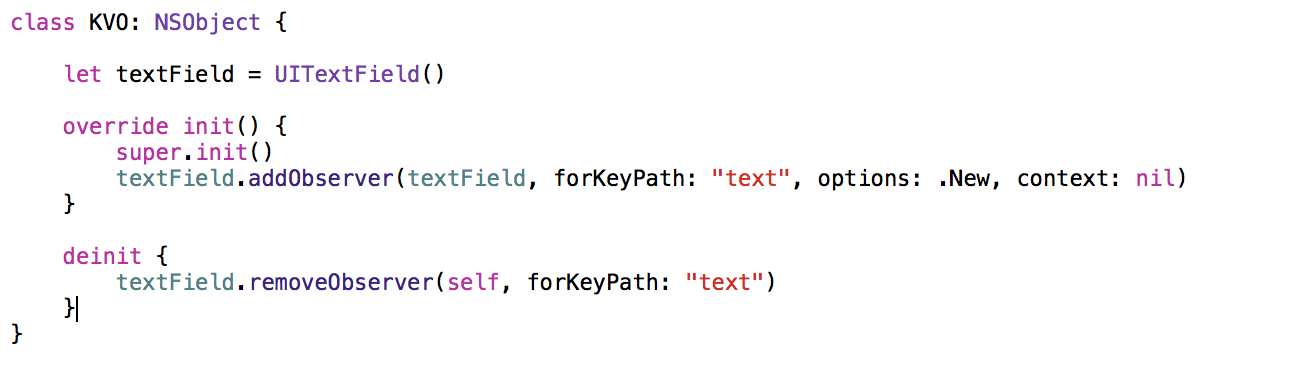 class KVO: NSObject {
let textField = UITextField()
override init() {
super.init()
textField.addObserver(textField, forKeyPath: "text", options: .New, context: nil)
}
deinit {
textField.removeObserver(self, forKeyPath: "text")
}
}